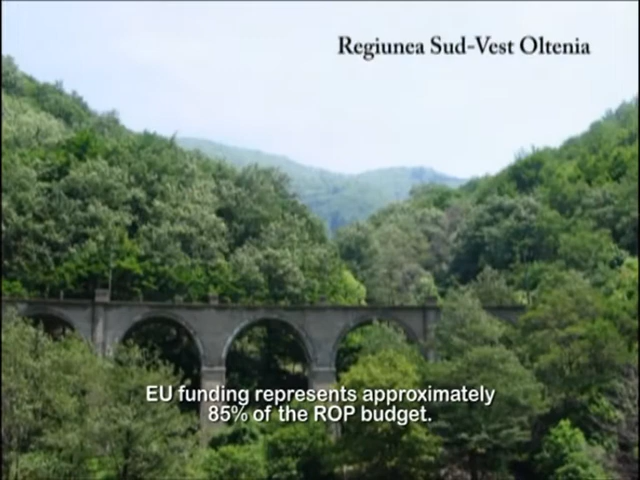 Regiunea Sud-Vest Oltenia
EU funding represents approximately
85% of the ROP budget.